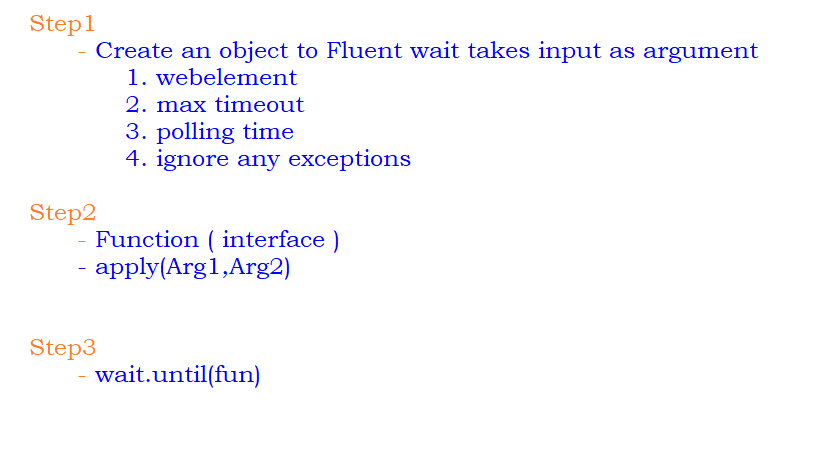 Step1
- Create an object to Fluent wait takes input as argument
1. webelement
2. max timeout
3. polling time
4. ignore any exceptions
Step2
- Function ( interface )
- apply(Arg1,Arg2)
Step3
- wait.until(fun)